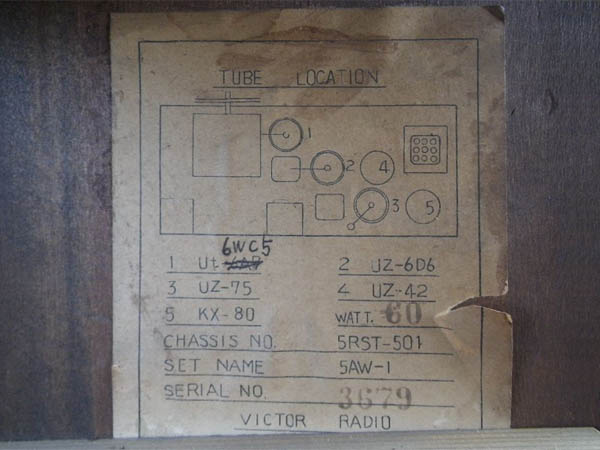 TUBE LOCATION
1
2
4
3
5
6WC5
1 Ut-6A7 2 UZ-6D6
3 UZ-75 4 UZ-42
5 KX-80 WATT. 60
CHASSIS NO. 5RST-501
SET NAME 5AW-1
SERIAL NO. 3679
VICTOR RADIO